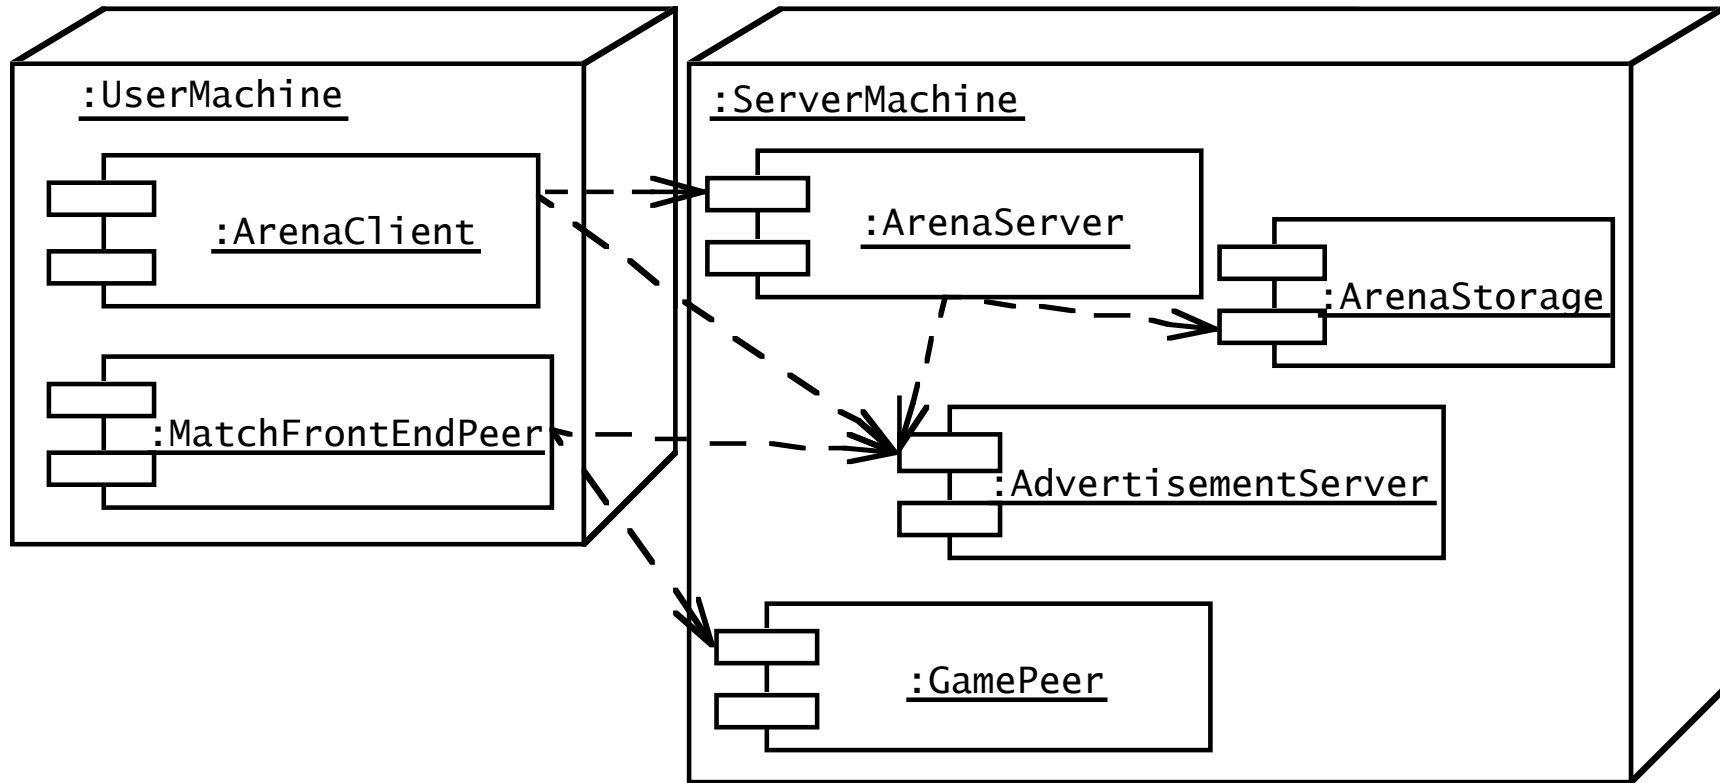 :UserMachine
:ServerMachine
:ArenaClient
:ArenaServer
:ArenaStorage
:MatchFrontEndPeer
:AdvertisementServer
:GamePeer